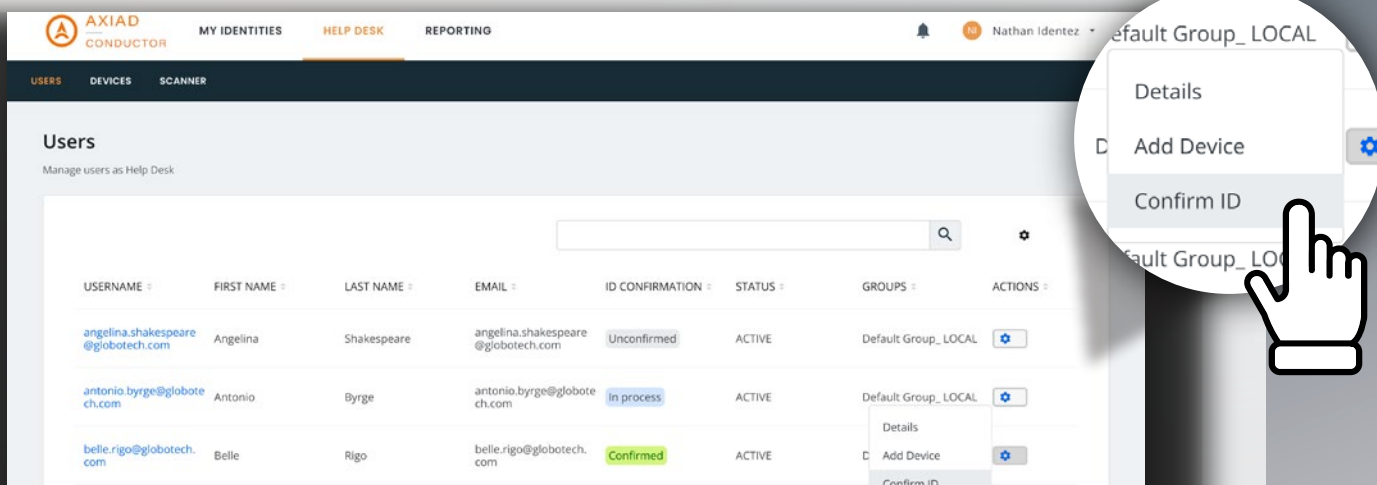 AXIAD
CONDUCTOR
MY IDENTITIES HELP DESK REPORTING
NI Nathan Identez
USERS DEVICES SCANNER
Users
Manage users as Help Desk
USERNAME FIRST NAME LAST NAME EMAIL ID CONFIRMATION STATUS GROUPS ACTIONS
angelina.shakespeare
@globotech.com
Angelina Shakespeare
angelina.shakespeare
@globotech.com
Unconfirmed ACTIVE Default Group_ LOCAL
antonio.byrge@globote
ch.com
Antonio Byrge
antonio.byrge@globote
ch.com
In process ACTIVE Default Group_ LOCAL
belle.rigo@globotech.
com
Belle Rigo
belle.rigo@globotech.
com
Confirmed ACTIVE D
Details
Add Device
Confirm ID
efault Group_ LOCAL
Details
D Add Device
Confirm ID
fault Group_ LO